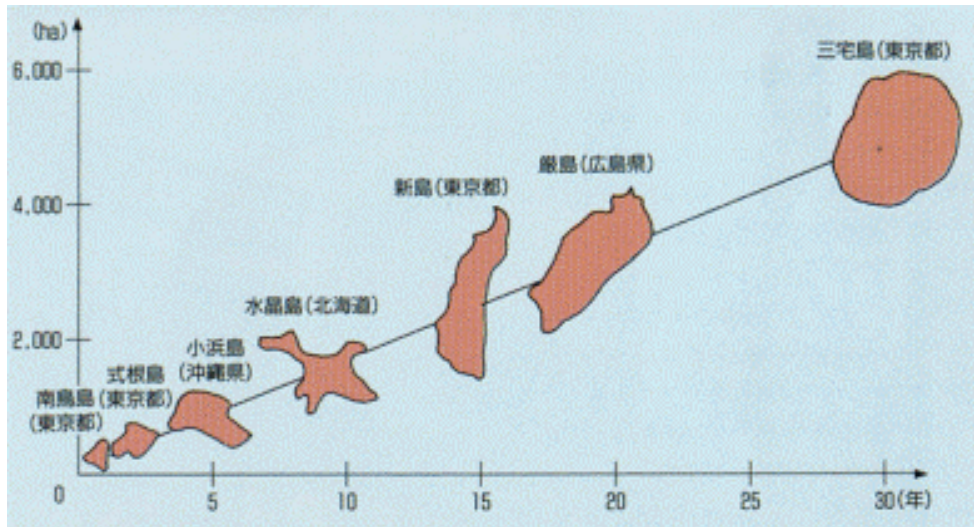 (ha)
6,000
4,000
2,000
0
5
10
15
20
30(年)
三宅島(東京都)
厳島(広島県)
新島(東京都)
水晶島(北海道)
小浜島
(沖縄県)
式根島
(東京都)
南鳥島
(東京都)